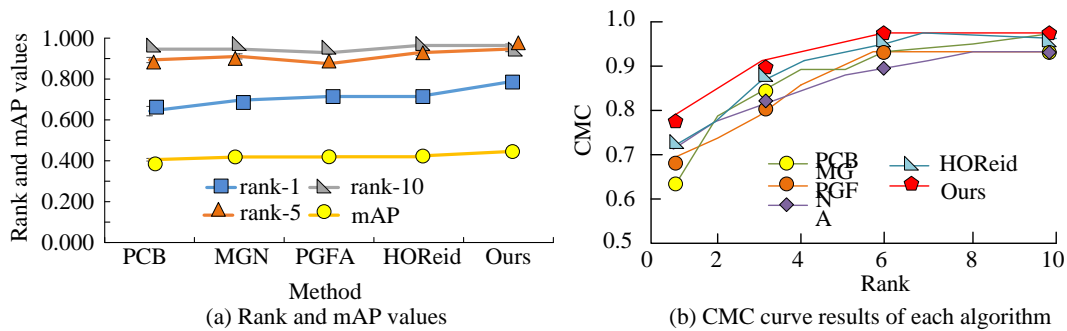 Rank and mAP values
1.000
0.800
0.600
0.400
0.200
0.000
rank-1
rank-10
rank-5
mAP
PCB MGN PGFA HOReid Ours
Method
(a) Rank and mAP values
CMC
1.0
0.9
0.8
0.7
0.6
0.5
PCB
MG
PGF
N
A
HOReid
Ours
0 2 4 6 8 10
Rank
(b) CMC curve results of each algorithm